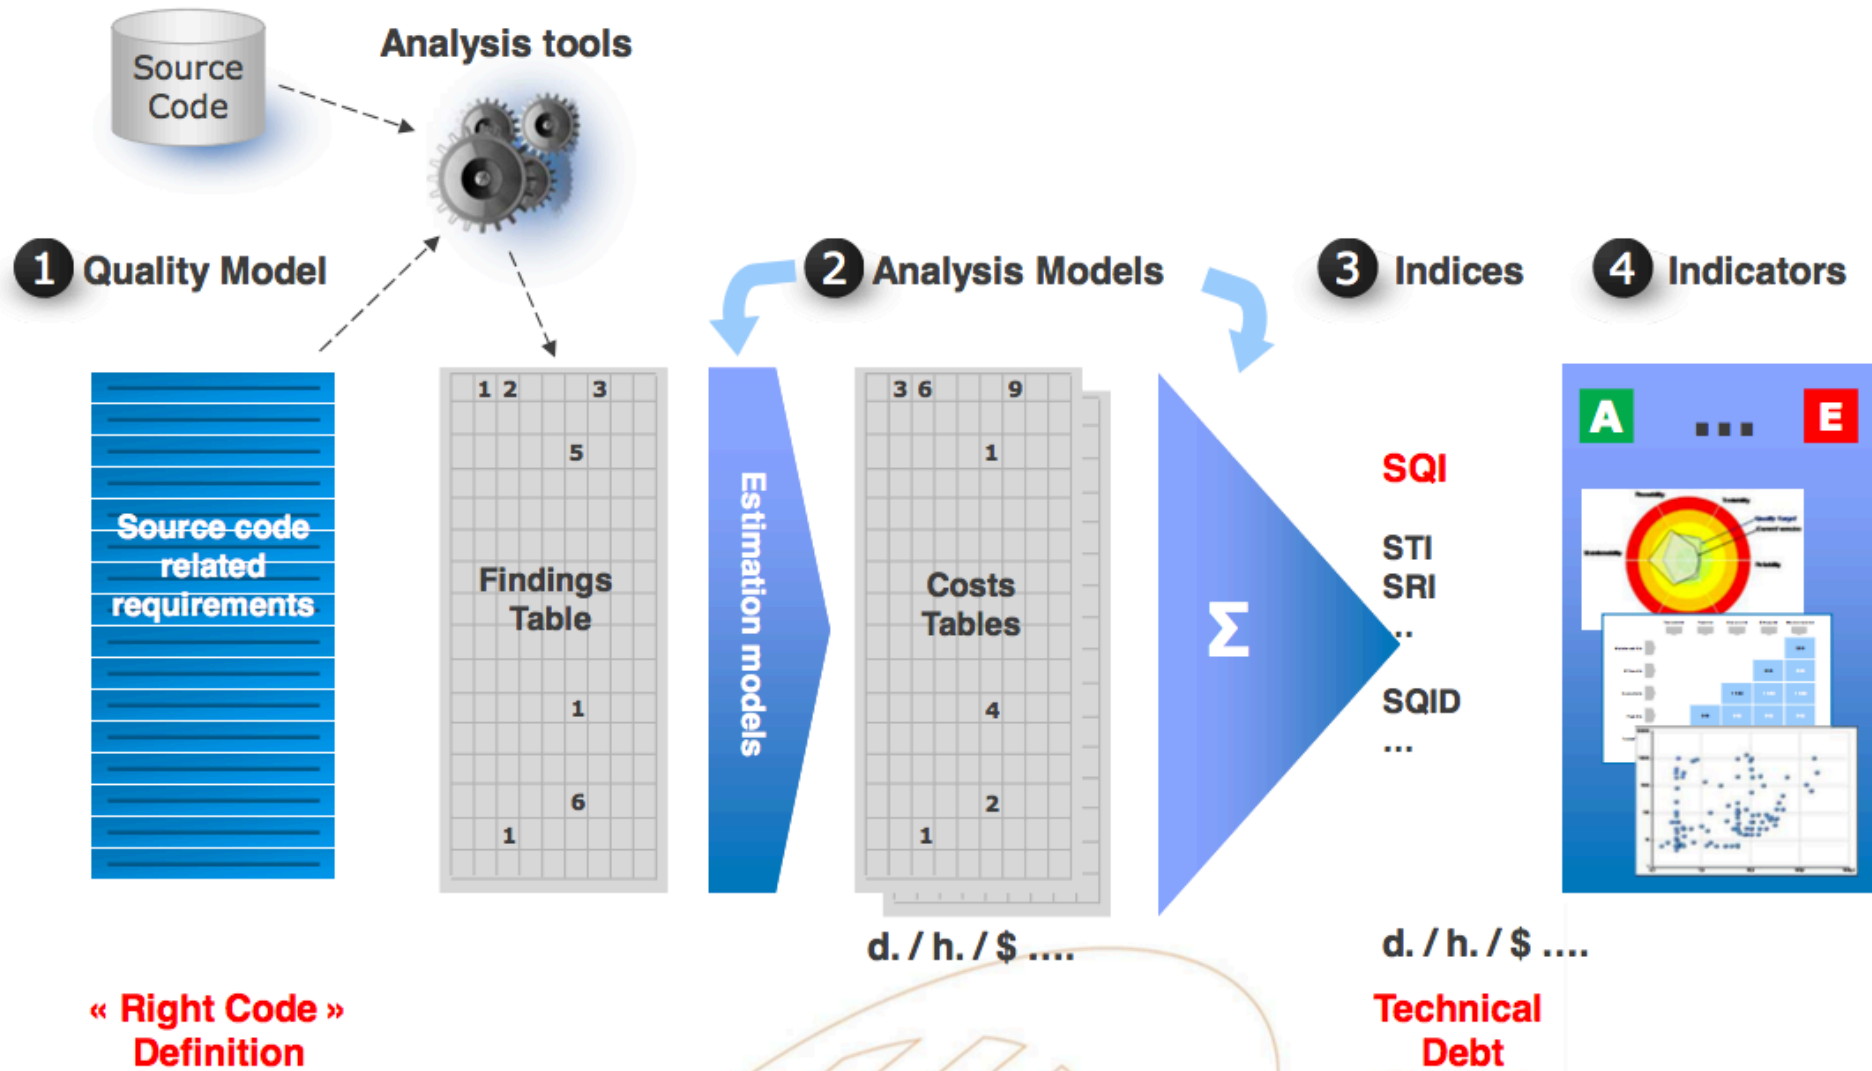 Source
Code
Analysis tools
1 Quality Model
2 Analysis Models
3 Indices
4 Indicators
Source code
related
requirements
1 2 3
5
Findings
Table
1
6
1
Estimation models
3 6 9
1
Costs
Tables
4
2
1
d. / h. / $ ....
Σ
SQI
STI
SRI
..
SQID
...
d. / h. / $ ....
A ... E
« Right Code »
Definition
Technical
Debt